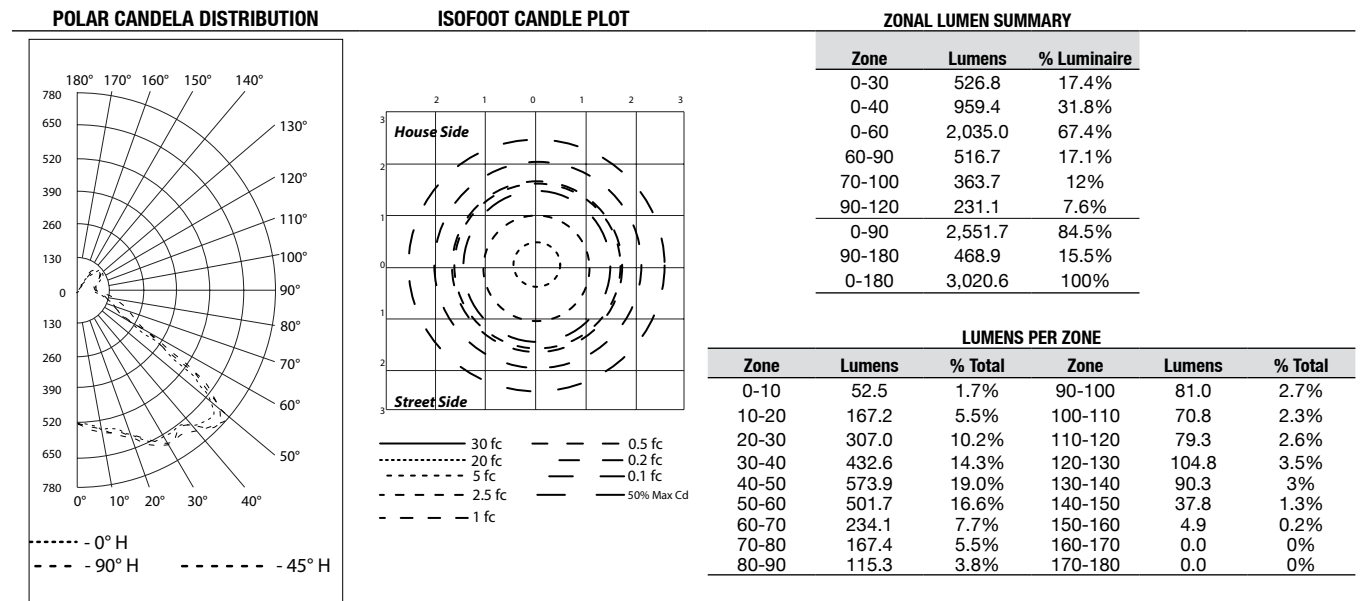 POLAR CANDELA DISTRIBUTION
180° 170° 160° 150° 140°
780
650
520
390
260
130
0
130
260
390
520
650
780
130°
120°
110°
100°
90°
80°
70°
60°
50°
0° 10° 20° 30° 40°
- 0° H
- 90° H - 45° H
ISOFOOT CANDLE PLOT
2 1 0 1 2 3
3
2
1
0
1
2
3
House Side
Street Side
30 fc 0.5 fc
20 fc 0.2 fc
5 fc 0.1 fc
2.5 fc 50% Max Cd
1 fc
ZONAL LUMEN SUMMARY
Zone Lumens % Luminaire
0-30 526.8 17.4%
0-40 959.4 31.8%
0-60 2,035.0 67.4%
60-90 516.7 17.1%
70-100 363.7 12%
90-120 231.1 7.6%
0-90 2,551.7 84.5%
90-180 468.9 15.5%
0-180 3,020.6 100%
LUMENS PER ZONE
Zone Lumens % Total Zone Lumens % Total
0-10 52.5 1.7% 90-100 81.0 2.7%
10-20 167.2 5.5% 100-110 70.8 2.3%
20-30 307.0 10.2% 110-120 79.3 2.6%
30-40 432.6 14.3% 120-130 104.8 3.5%
40-50 573.9 19.0% 130-140 90.3 3%
50-60 501.7 16.6% 140-150 37.8 1.3%
60-70 234.1 7.7% 150-160 4.9 0.2%
70-80 167.4 5.5% 160-170 0.0 0%
80-90 115.3 3.8% 170-180 0.0 0%